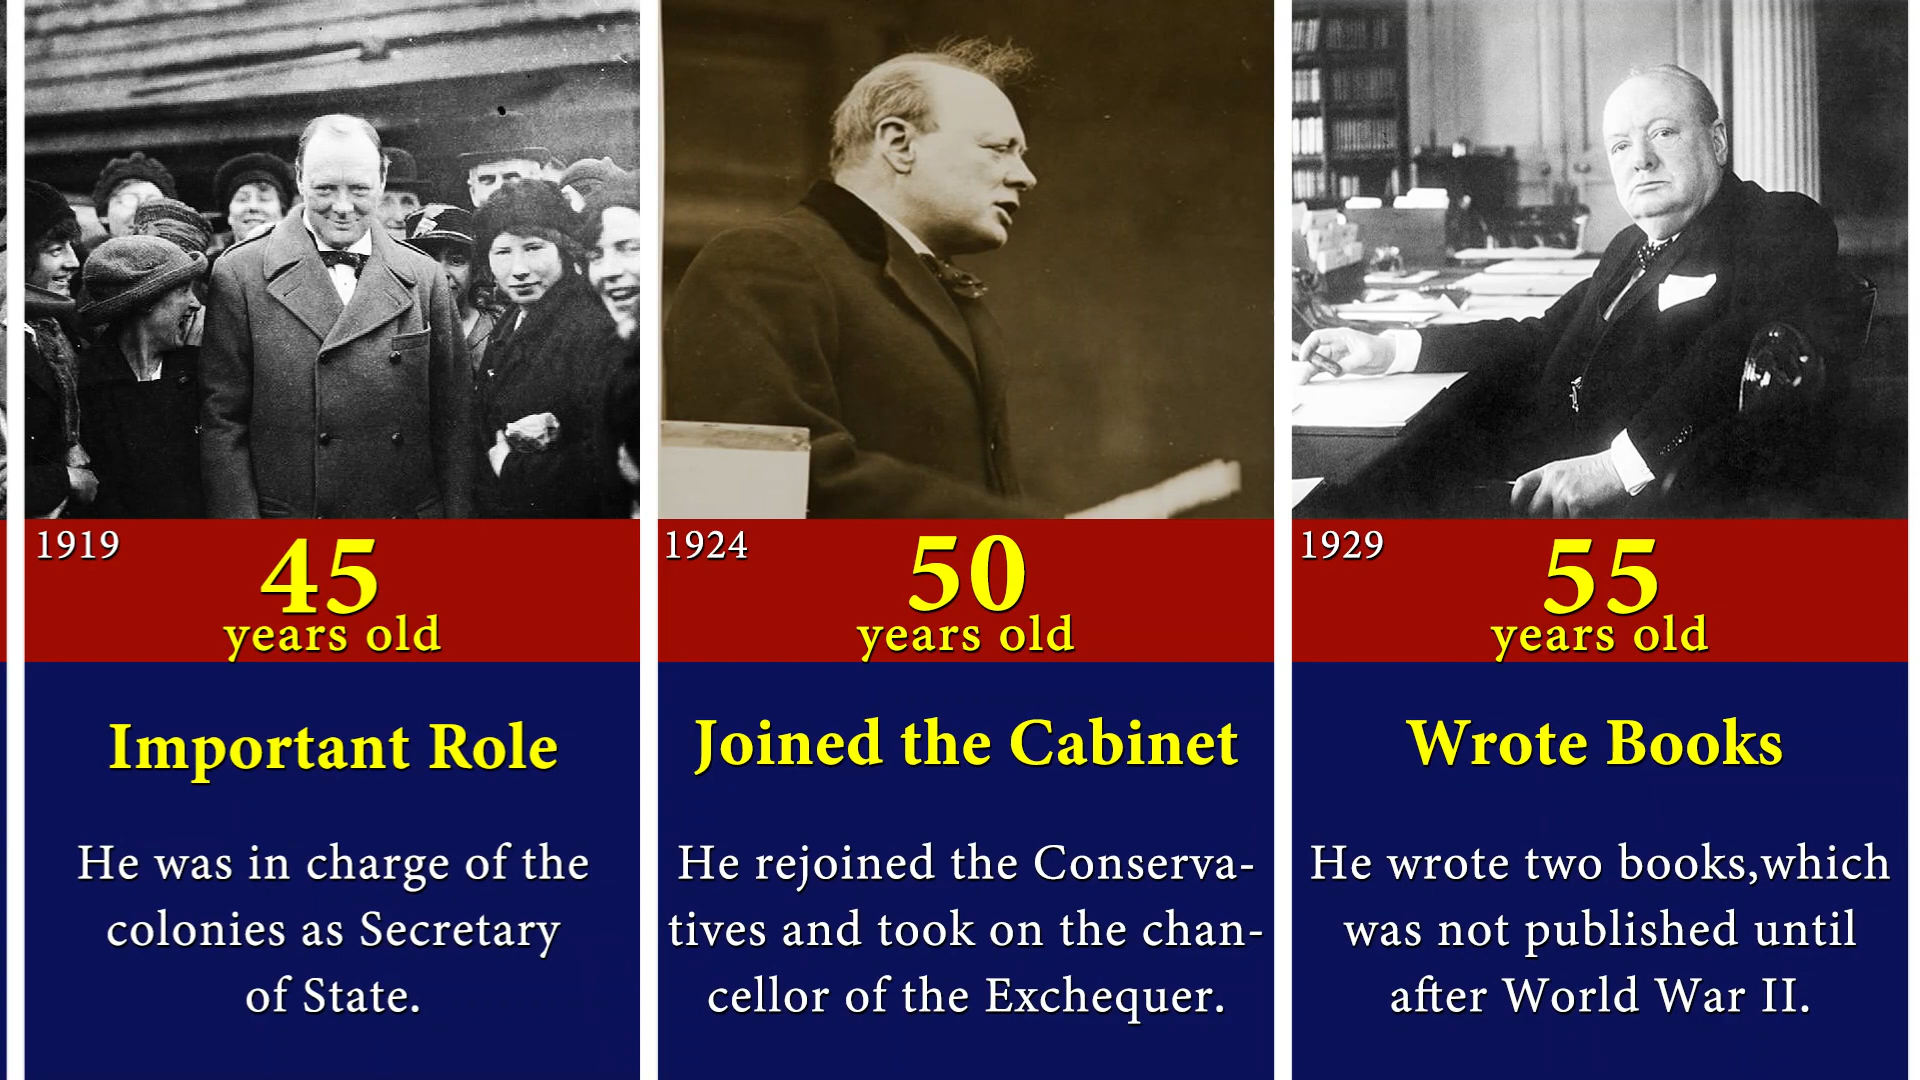 1919
45
years old
Important Role
He was in charge of the
colonies as Secretary
of State.
1924
50
years old
Joined the Cabinet
He rejoined the Conserva-
tives and took on the chan-
cellor of the Exchequer.
1929
55
years old
Wrote Books
He wrote two books,which
was not published until
after World War II.